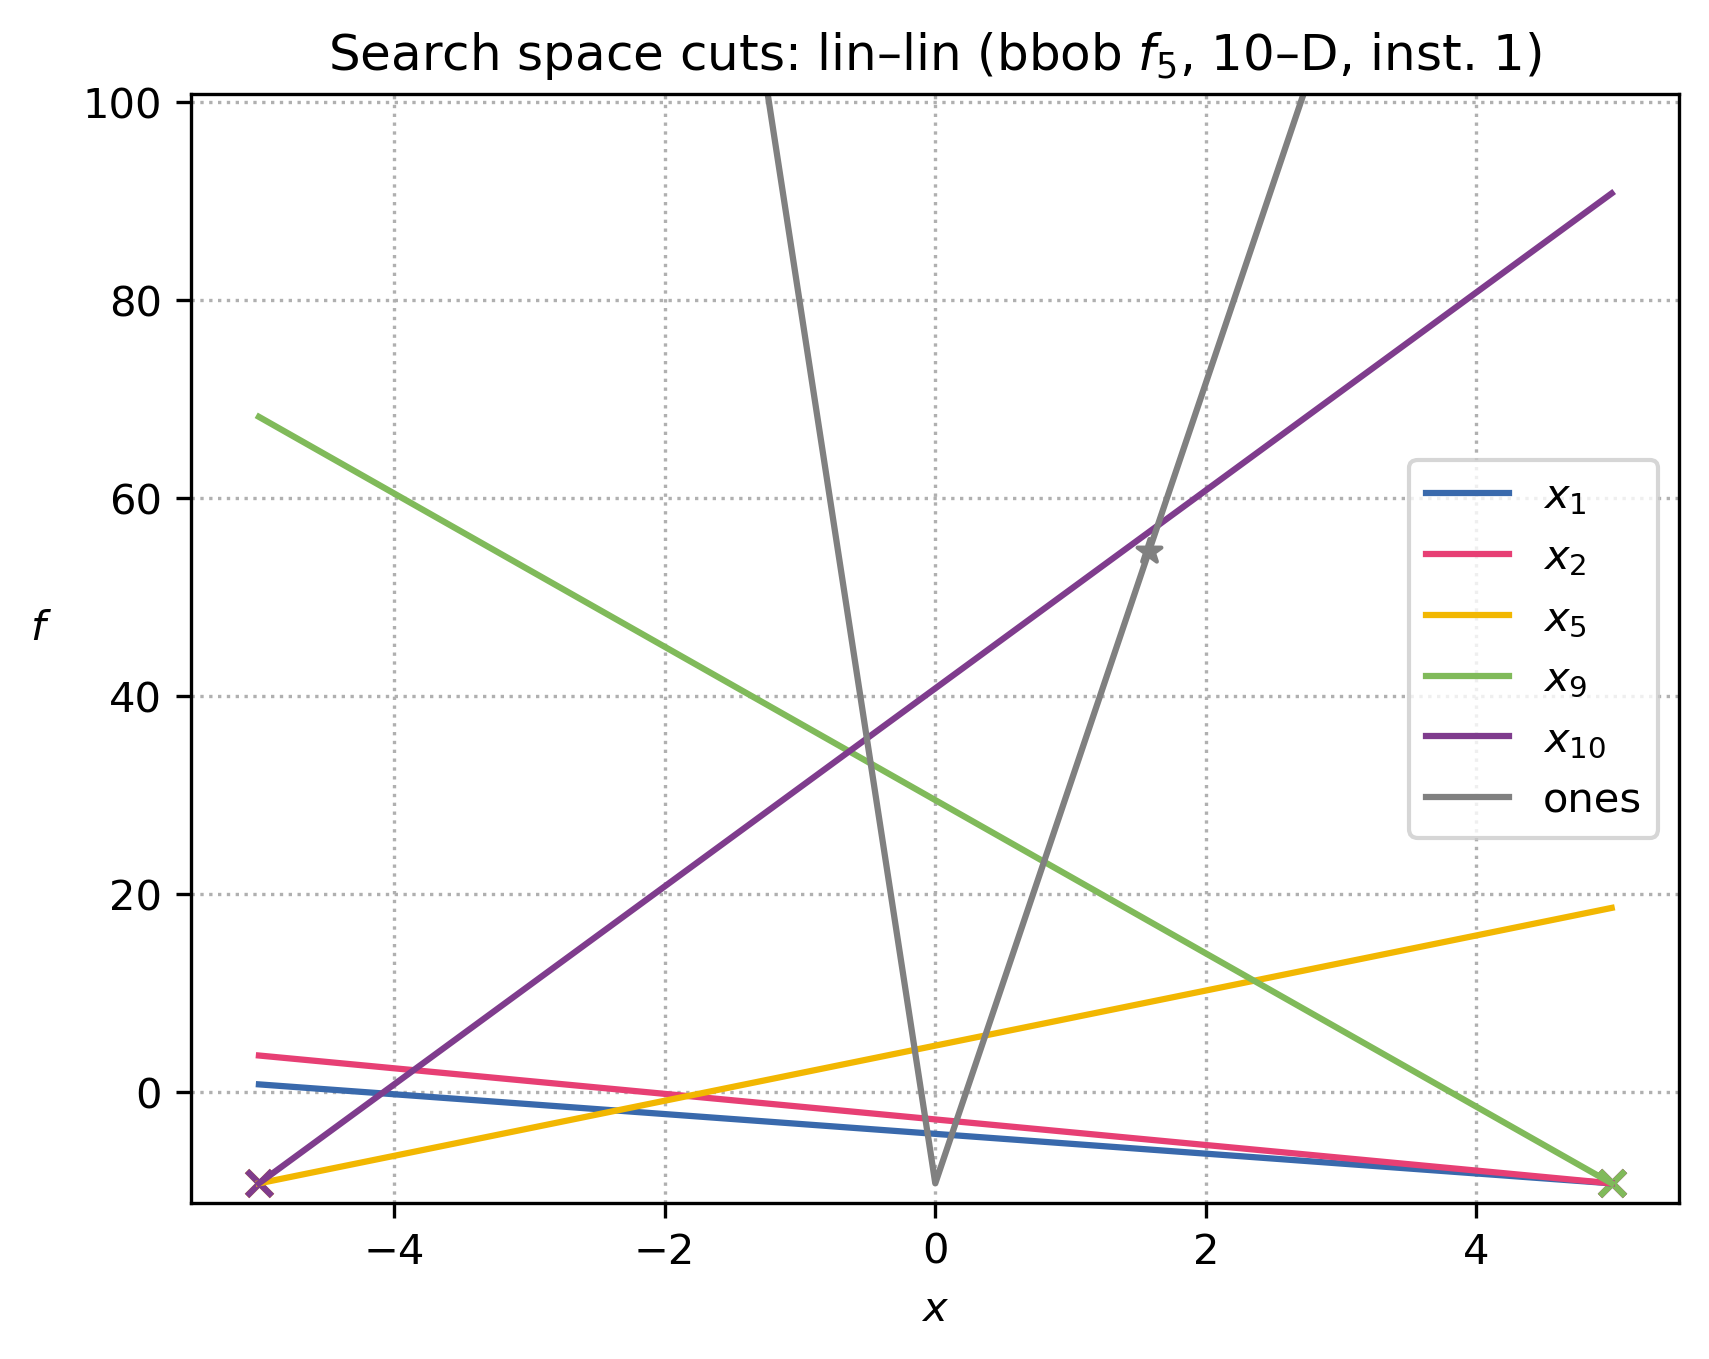 Search space cuts: lin–lin (bbob f₅, 10–D, inst. 1)
100
80
60
40
20
0
f
−4
−2
0
2
4
x
x₁
x₂
x₅
x₉
x₁₀
ones